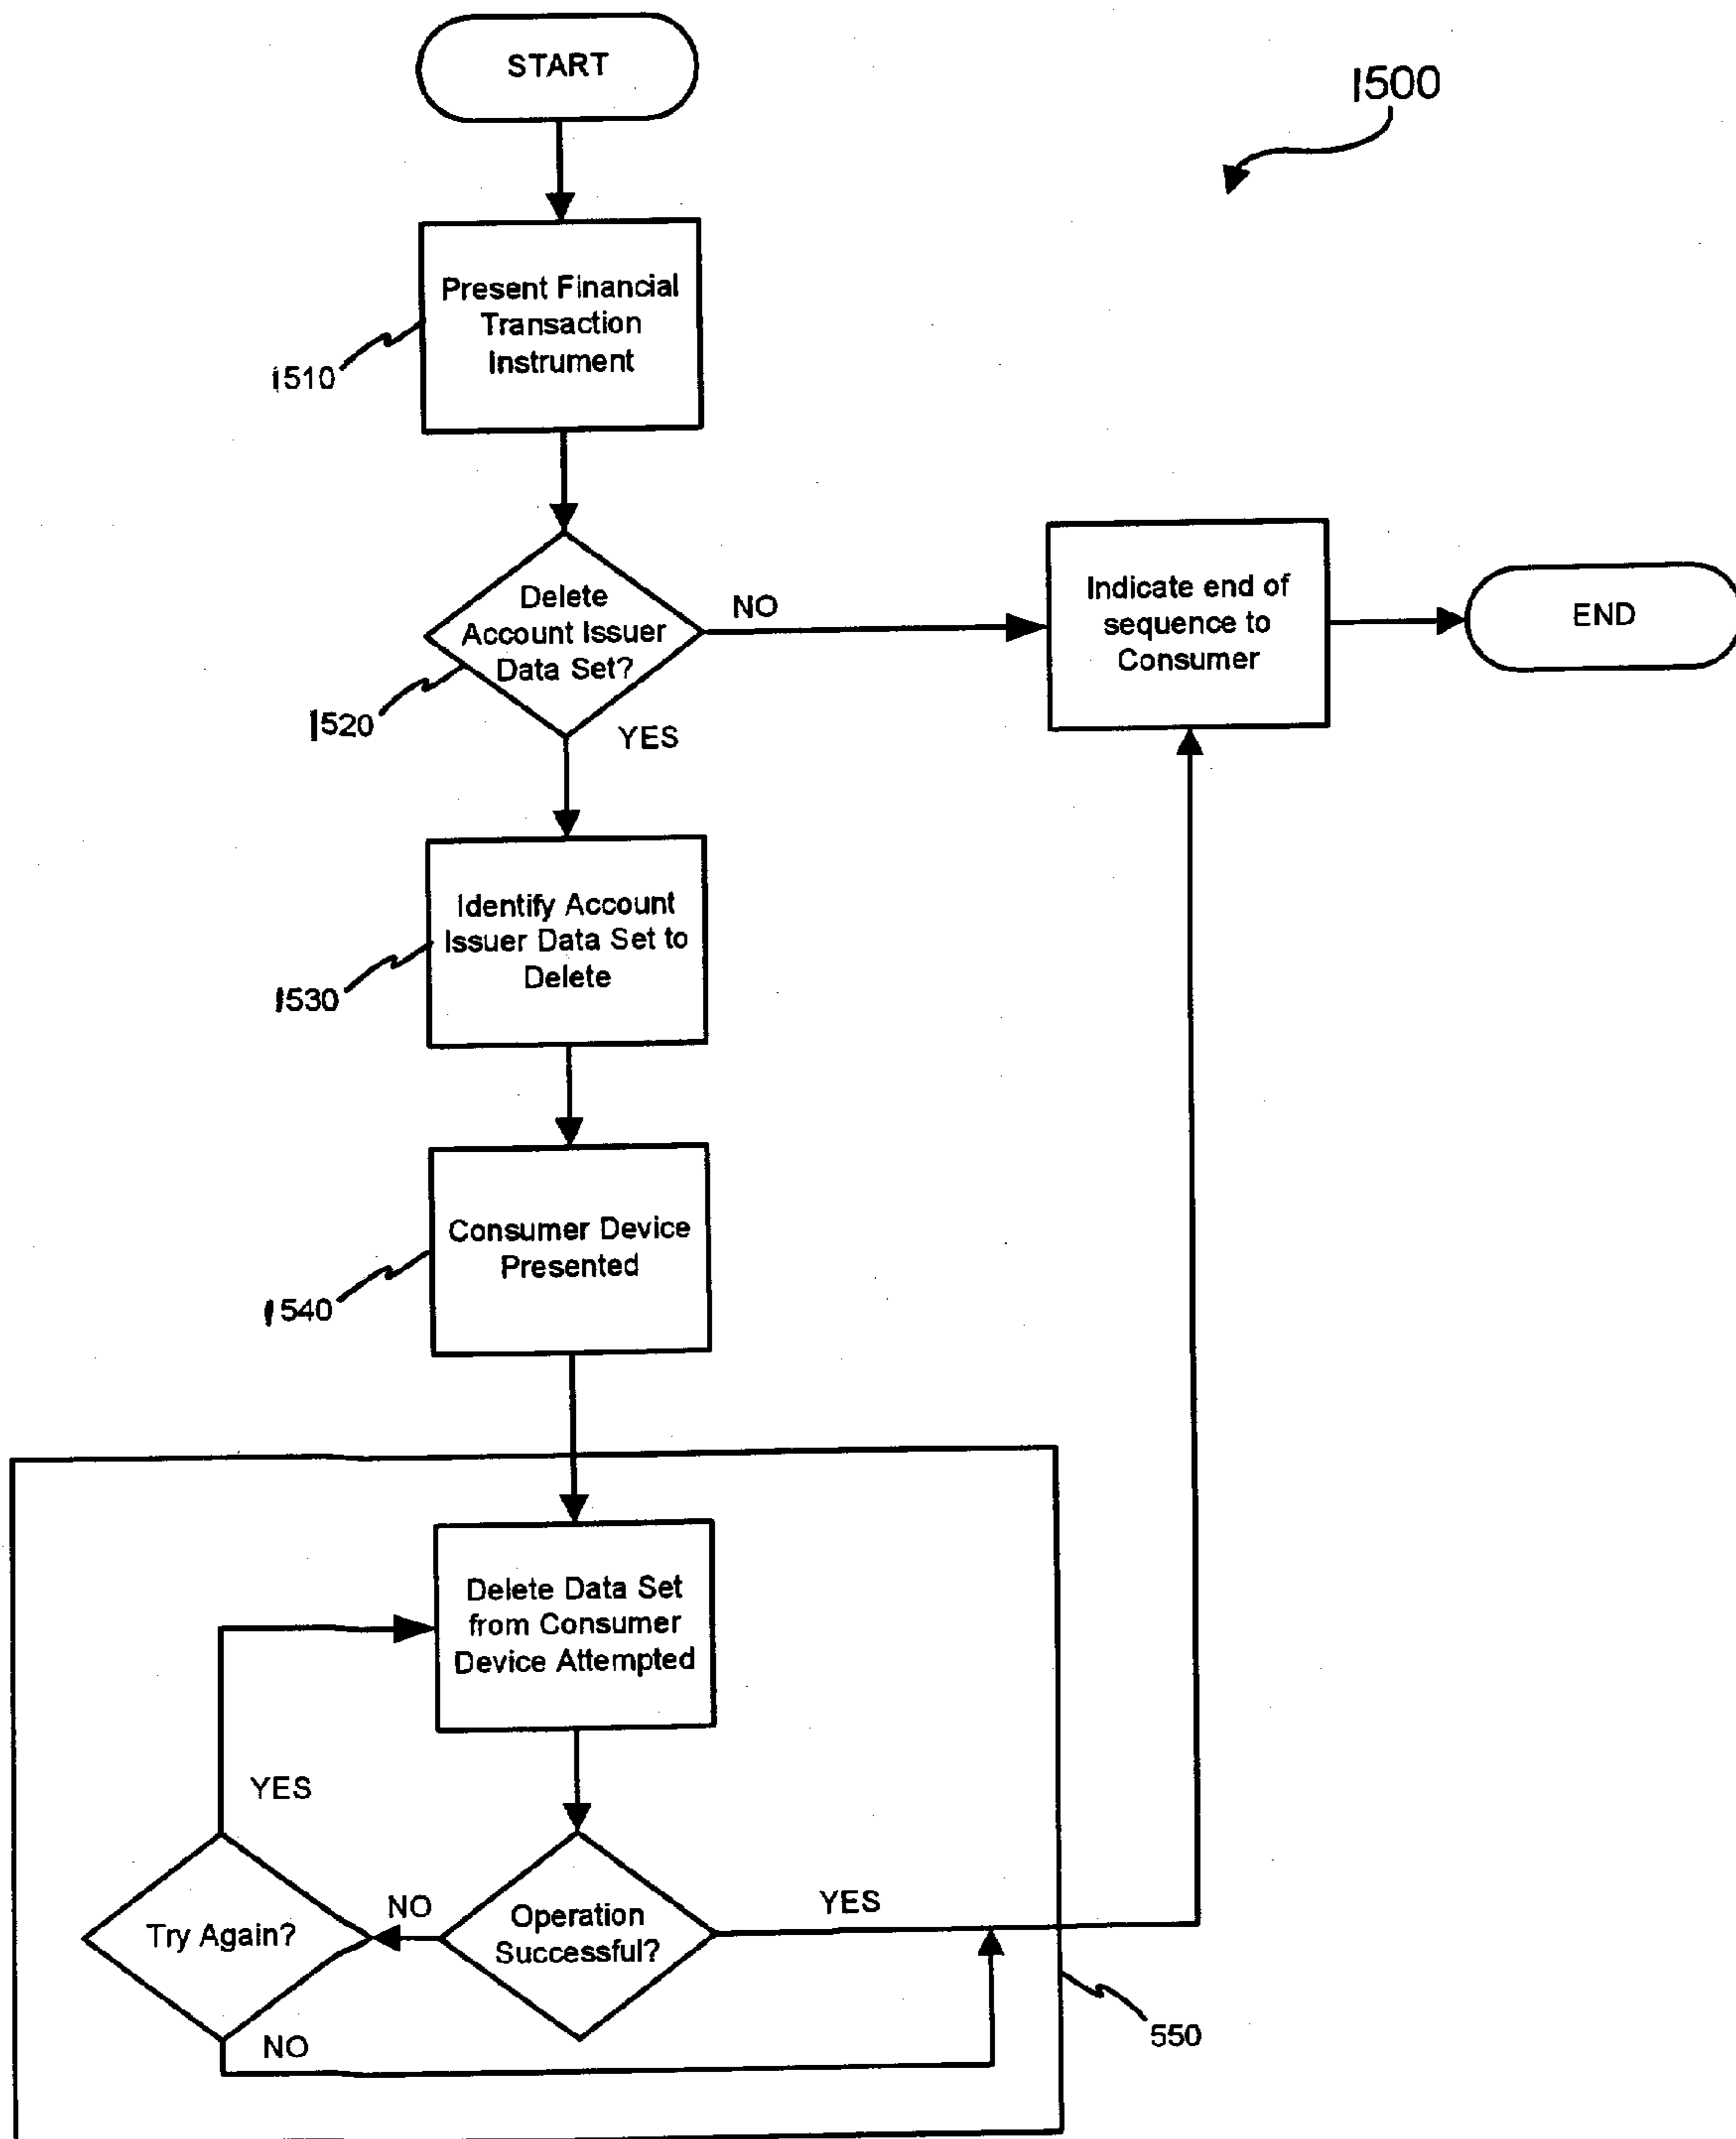 START
1500
Present Financial
Transaction
Instrument
1510
Delete
Account Issuer
Data Set?
1520
NO
YES
Indicate end of
sequence to
Consumer
END
Identify Account
Issuer Data Set to
Delete
1530
Consumer Device
Presented
1540
Delete Data Set
from Consumer
Device Attempted
YES
Try Again?
NO
Operation
Successful?
YES
NO
550